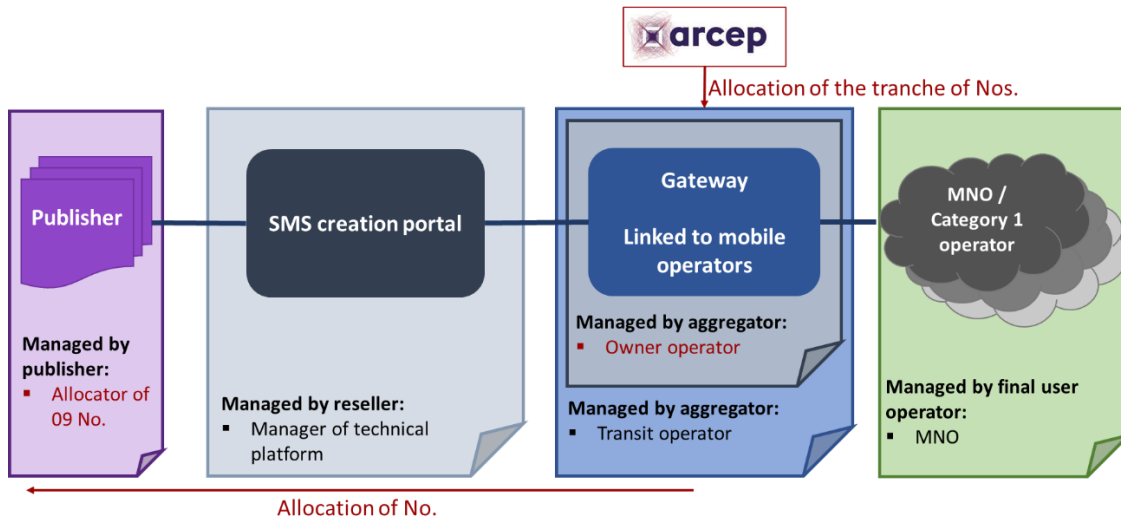 arcep
Allocation of the tranche of Nos.
Publisher
Managed by
publisher:
▪ Allocator of
09 No.
SMS creation portal
Managed by reseller:
▪ Manager of technical
platform
Gateway
Linked to mobile
operators
Managed by aggregator:
▪ Owner operator
Managed by aggregator:
▪ Transit operator
MNO /
Category 1
operator
Managed by final user
operator:
▪ MNO
Allocation of No.